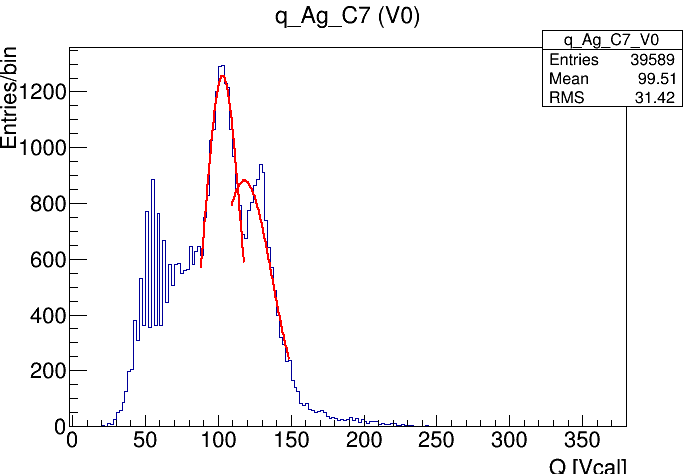 q_Ag_C7 (V0)
q_Ag_C7_V0
Entries 39589
Mean 99.51
RMS 31.42
Entries/bin
1200
1000
800
600
400
200
0
0 50 100 150 200 250 300 350
Q [Vcal]